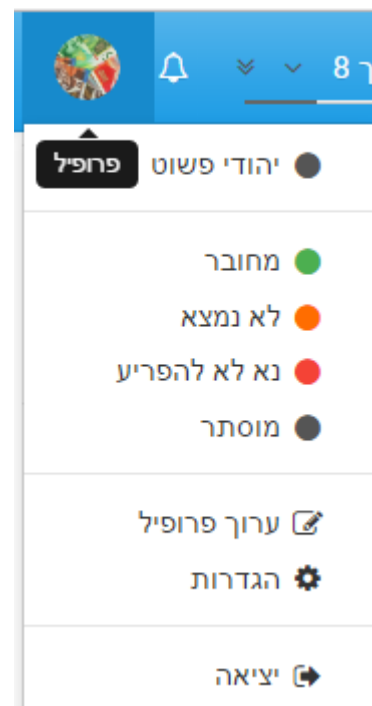 ך 8
יהודי פשוט
פרופיל
מחובר
לא נמצא
נא לא להפריע
מוסתר
ערוך פרופיל
הגדרות
יציאה